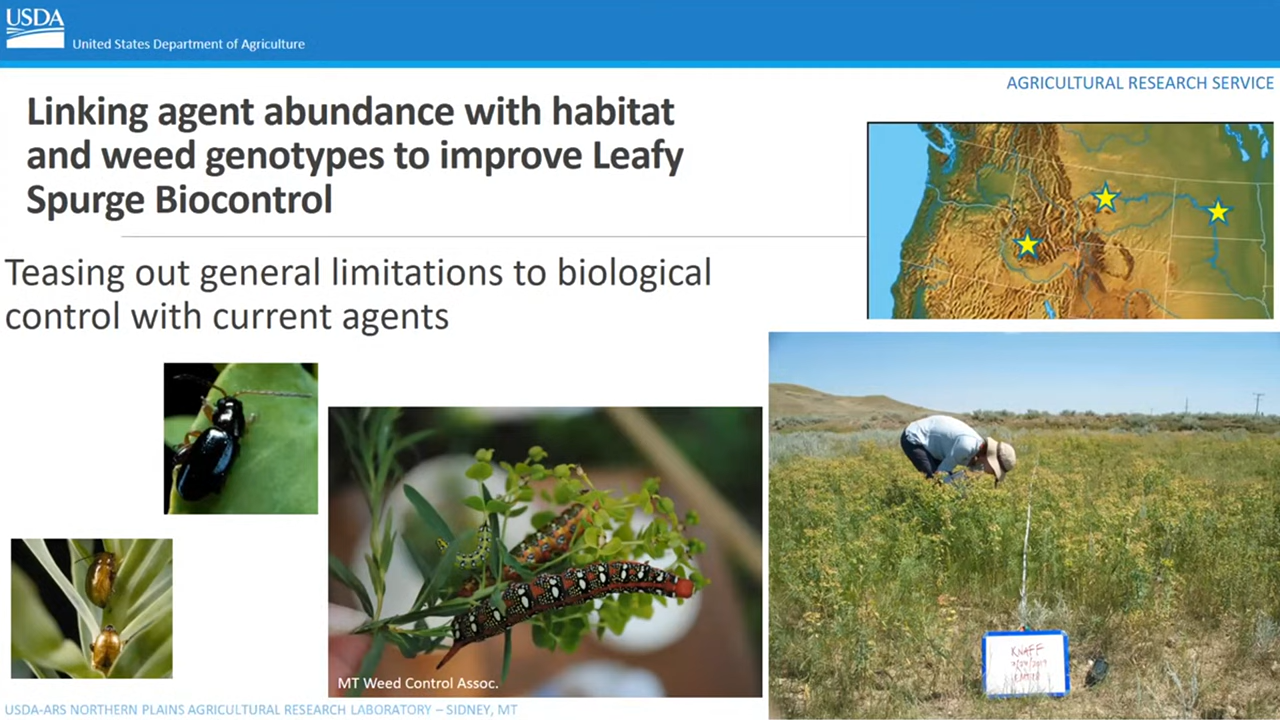 USDA
United States Department of Agriculture
AGRICULTURAL RESEARCH SERVICE
Linking agent abundance with habitat
and weed genotypes to improve Leafy
Spurge Biocontrol
Teasing out general limitations to biological
control with current agents
MT Weed Control Assoc.
KNAFF
USDA-ARS NORTHERN PLAINS AGRICULTURAL RESEARCH LABORATORY – SIDNEY, MT